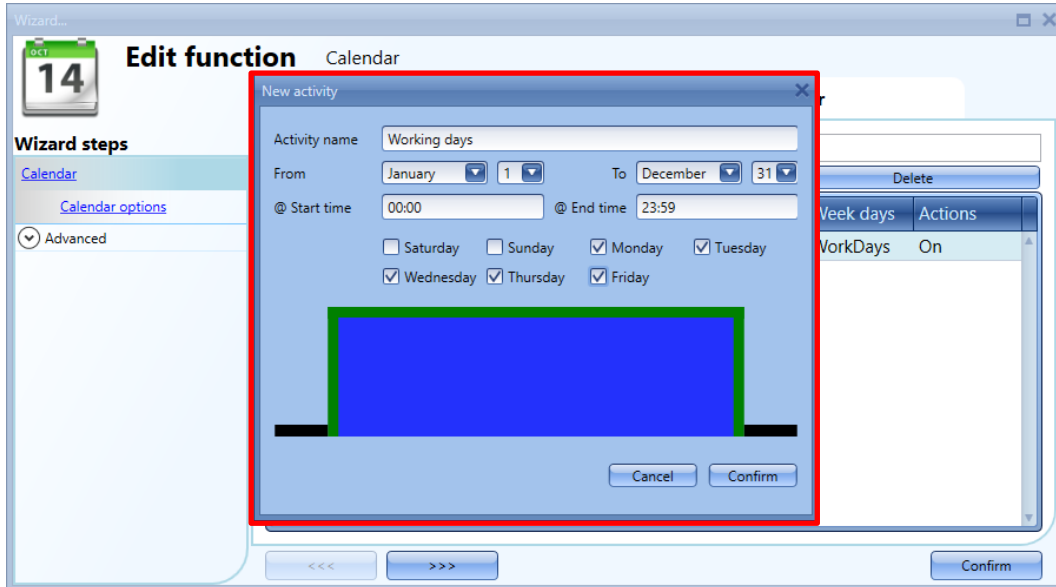 Wizard...
OCT
14
Edit function Calendar
Wizard steps
Calendar
Calendar options
Advanced
New activity
Activity name Working days
From January 1 To December 31
@ Start time 00:00 @ End time 23:59
Saturday Sunday Monday Tuesday
Wednesday Thursday Friday
Cancel Confirm
Delete
Week days Actions
WorkDays On
<<< >>> Confirm